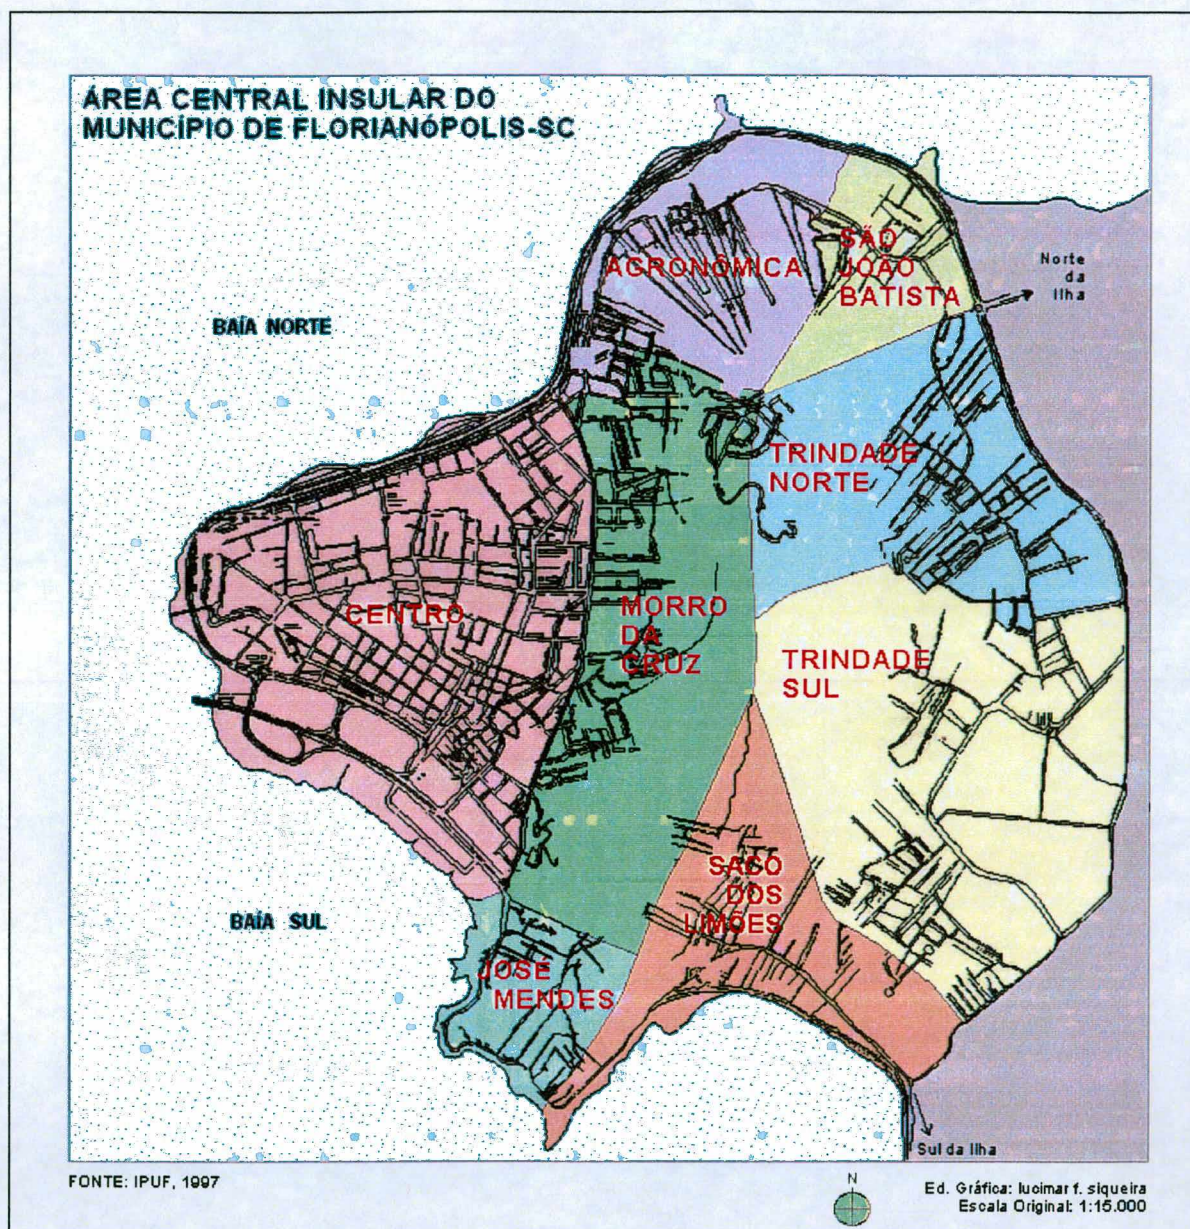 ÁREA CENTRAL INSULAR DO
MUNICÍPIO DE FLORIANÓPOLIS-SC
SÃO
JOÃO
BATISTA
AGRONÔMICA
Norte
da
Ilha
BAÍA NORTE
TRINDADE
NORTE
CENTRO
MORRO
DA
CRUZ
TRINDADE
SUL
SACO
DOS
LIMÕES
BAÍA SUL
JOSÉ
MENDES
Sul da Ilha
FONTE: IPUF, 1997
N
Ed. Gráfica: lucimar f. siqueira
Escala Original: 1:15.000